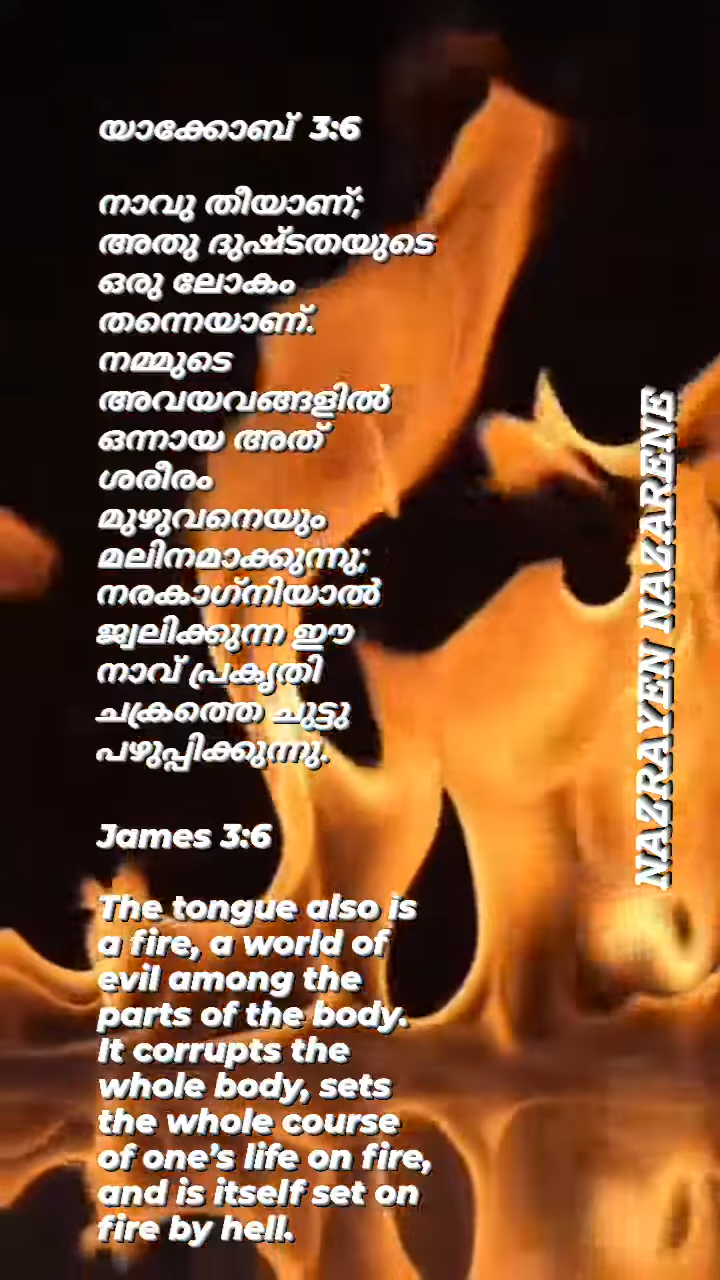 യാക്കോബ് 3:6
നാവു തീയാണ്;
അതു ദുഷ്ടതയുടെ
ഒരു ലോകം
തന്നെയാണ്.
നമ്മുടെ
അവയവങ്ങളിൽ
ഒന്നായ അത്
ശരീരം
മുഴുവനെയും
മലിനമാക്കുന്നു;
നരകാഗ്നിയാൽ
ജ്വലിക്കുന്ന ഈ
നാവ് പ്രകൃതി
ചക്രത്തെ ചുട്ടു
പഴുപ്പിക്കുന്നു.
James 3:6
The tongue also is
a fire, a world of
evil among the
parts of the body.
It corrupts the
whole body, sets
the whole course
of one's life on fire,
and is itself set on
fire by hell.
NAZRAYEN NAZARENE